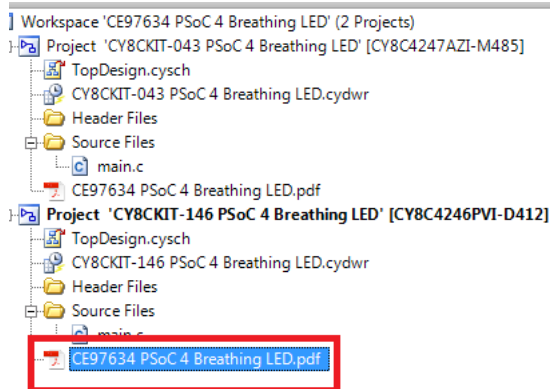 Workspace 'CE97634 PSoC 4 Breathing LED' (2 Projects)
Project 'CY8CKIT-043 PSoC 4 Breathing LED' [CY8C4247AZI-M485]
TopDesign.cysch
CY8CKIT-043 PSoC 4 Breathing LED.cydwr
Header Files
Source Files
main.c
CE97634 PSoC 4 Breathing LED.pdf
Project 'CY8CKIT-146 PSoC 4 Breathing LED' [CY8C4246PVI-D412]
TopDesign.cysch
CY8CKIT-146 PSoC 4 Breathing LED.cydwr
Header Files
Source Files
main.c
CE97634 PSoC 4 Breathing LED.pdf